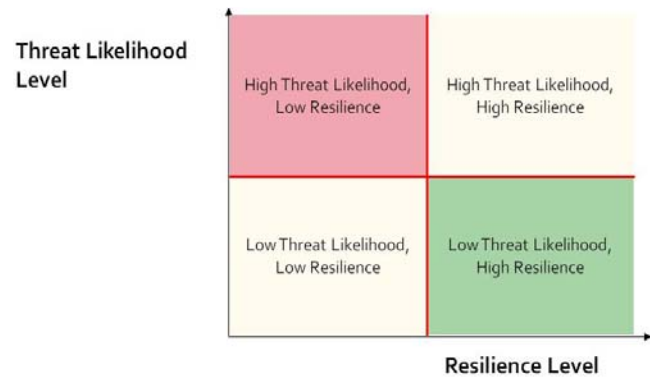 Threat Likelihood
Level
High Threat Likelihood,
Low Resilience
High Threat Likelihood,
High Resilience
Low Threat Likelihood,
Low Resilience
Low Threat Likelihood,
High Resilience
Resilience Level